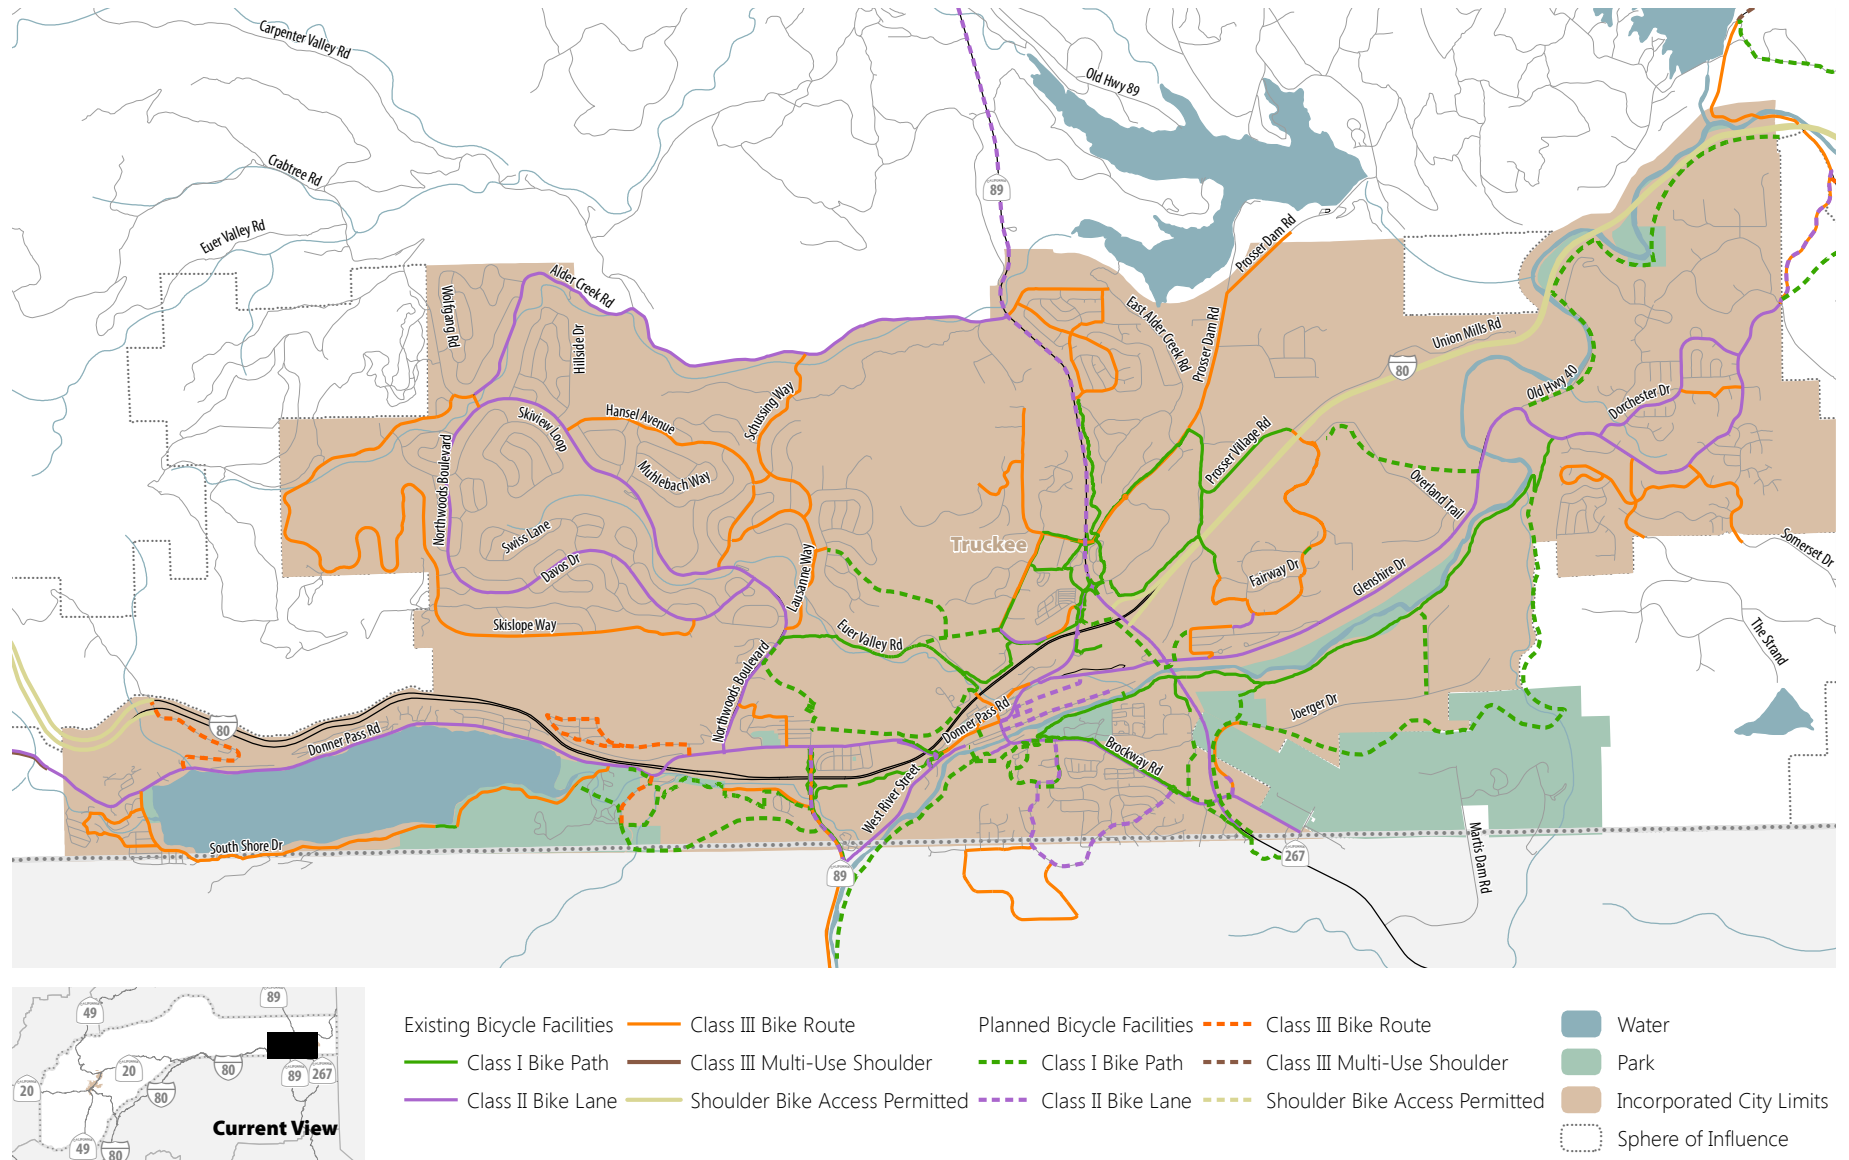 Carpenter Valley Rd
Old Hwy 89
Crabtree Rd
89
Euer Valley Rd
Prosser Dam Rd
Alder Creek Rd
Wolfgang Rd
Hillside Dr
East Alder Creek Rd
Prosser Dam Rd
Union Mills Rd
80
Old Hwy 40
Dorchester Dr
Schussing Way
Hansel Avenue
Skiview Loop
Northwoods Boulevard
Muhlebach Way
Prosser Village Rd
Overland Trail
Swiss Lane
Davos Dr
Truckee
Lausanne Way
Fairway Dr
Glenshire Dr
Somerset Dr
Skislope Way
Euer Valley Rd
The Strand
Northwoods Boulevard
80
Donner Pass Rd
Donner Pass Rd
Joerger Dr
Brockway Rd
West River Street
South Shore Dr
Martis Dam Rd
89
267
89
49
20
80
89
267
20
80
49
80
Current View
Existing Bicycle Facilities
Class I Bike Path
Class II Bike Lane
Class III Bike Route
Class III Multi-Use Shoulder
Shoulder Bike Access Permitted
Planned Bicycle Facilities
Class I Bike Path
Class II Bike Lane
Class III Bike Route
Class III Multi-Use Shoulder
Shoulder Bike Access Permitted
Water
Park
Incorporated City Limits
Sphere of Influence